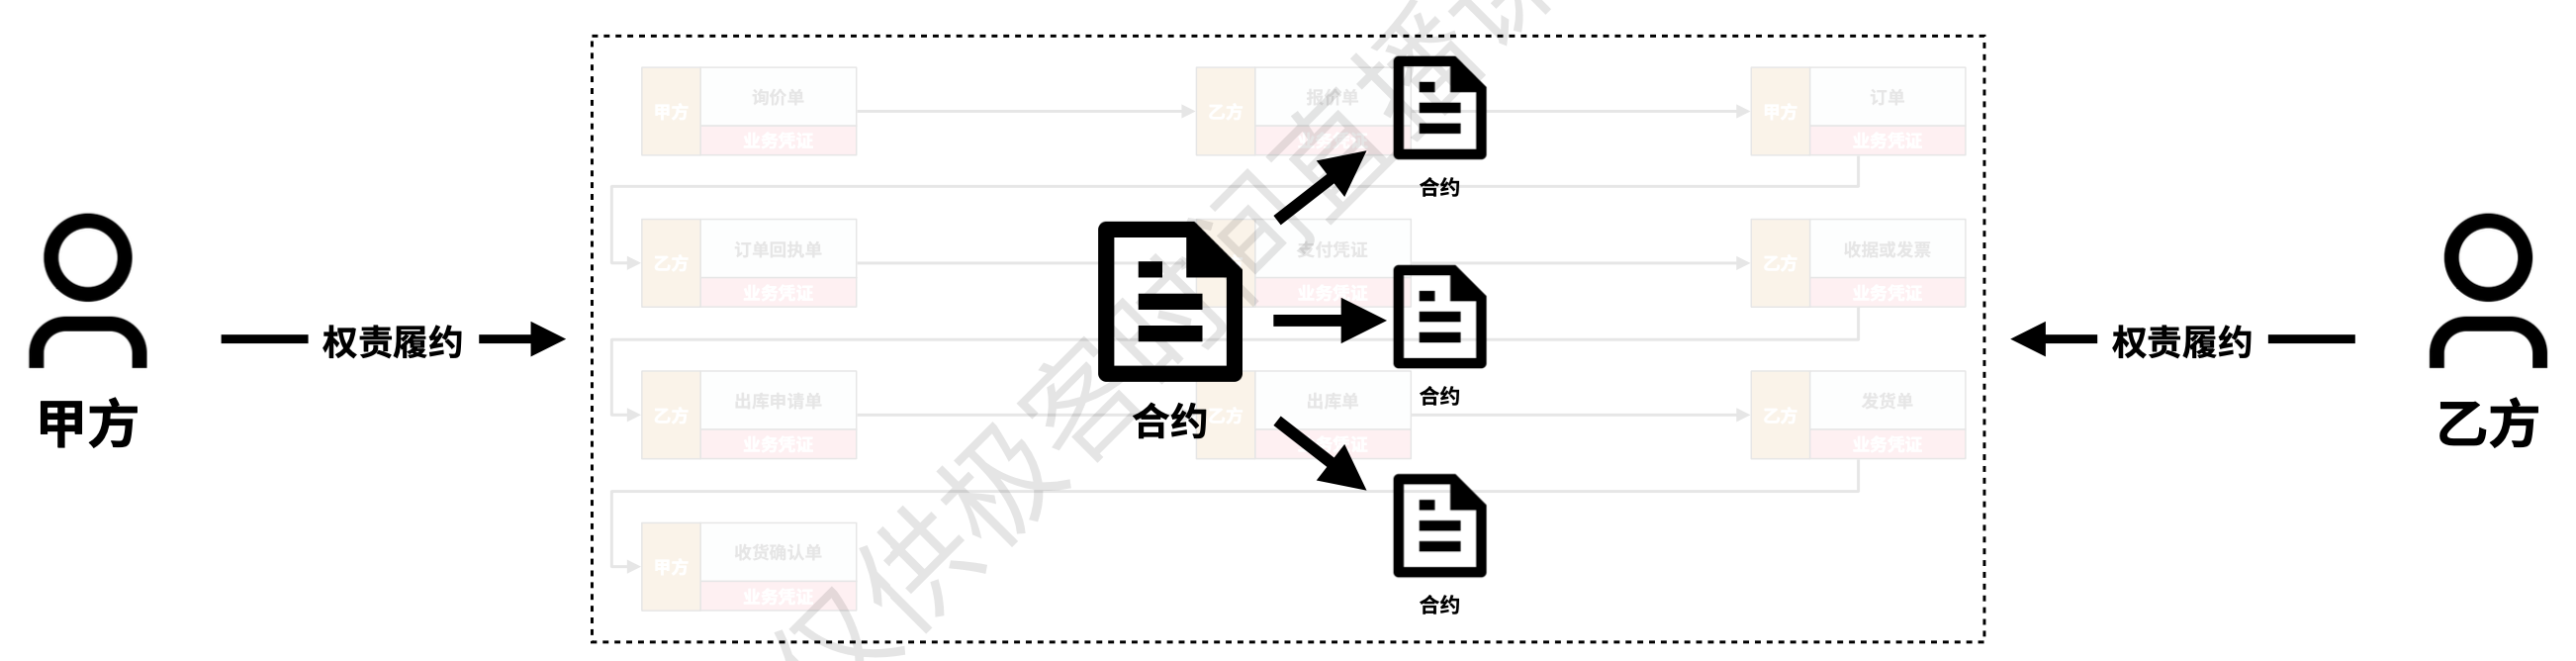 甲方
权责履约
甲方 询价单
业务凭证
乙方 报价单
甲方 订单
业务凭证
乙方 订单回执单
业务凭证
支付凭证
业务凭证
乙方 收据或发票
业务凭证
乙方 出库申请单
业务凭证
乙方 出库单
务凭证
乙方 发货单
业务凭证
甲方 收货确认单
业务凭证
合约
合约
合约
合约
权责履约
乙方
仅供极客时间直播课